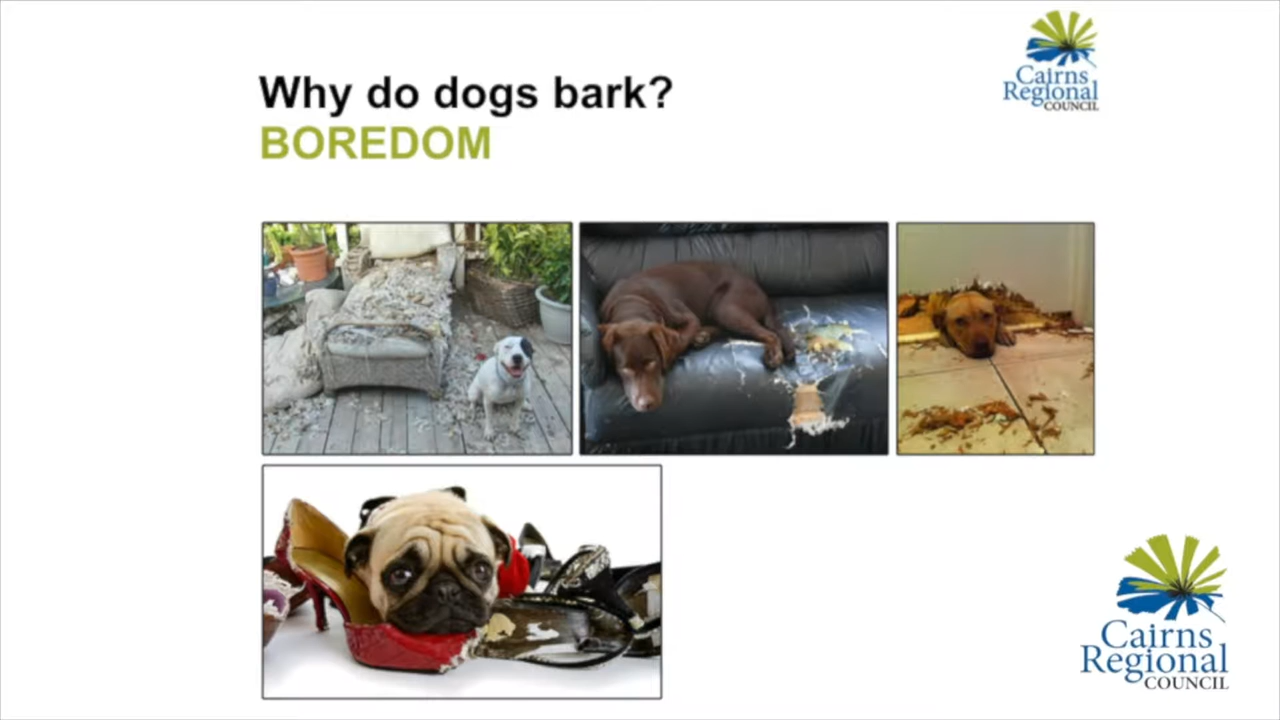 Why do dogs bark?
BOREDOM
Cairns
Regional
COUNCIL
Cairns
Regional
COUNCIL